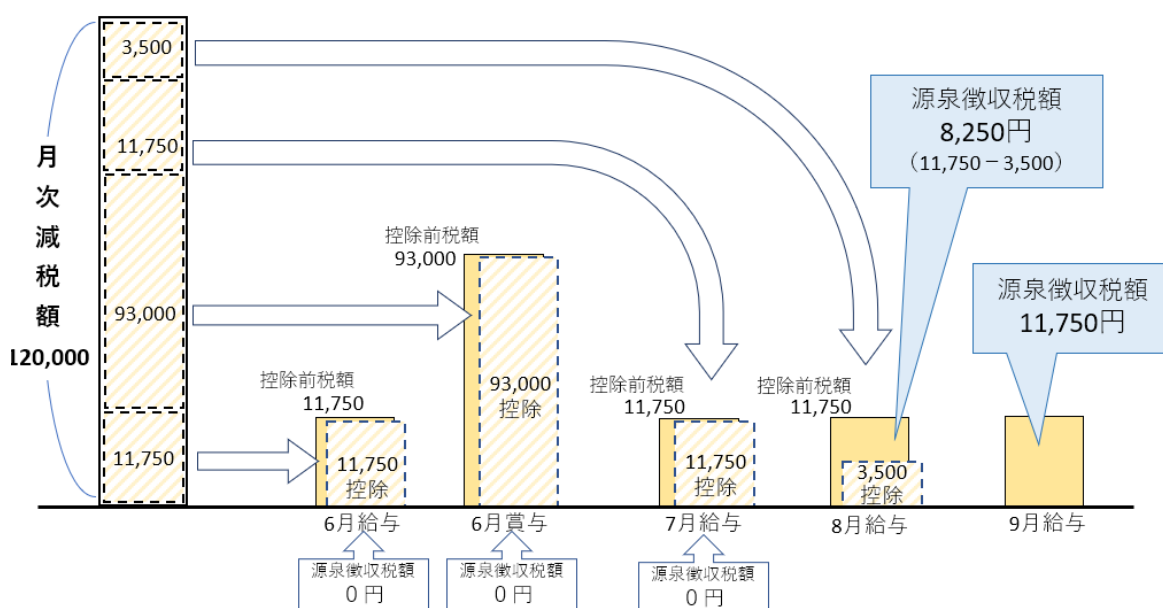 月次減税額
120,000
3,500
11,750
93,000
11,750
控除前税額
11,750
11,750
控除
6月給与
源泉徴収税額
0円
控除前税額
93,000
93,000
控除
6月賞与
源泉徴収税額
0円
控除前税額
11,750
11,750
控除
7月給与
源泉徴収税額
0円
控除前税額
11,750
3,500
控除
8月給与
源泉徴収税額
8,250円
（11,750－3,500）
源泉徴収税額
11,750円
9月給与